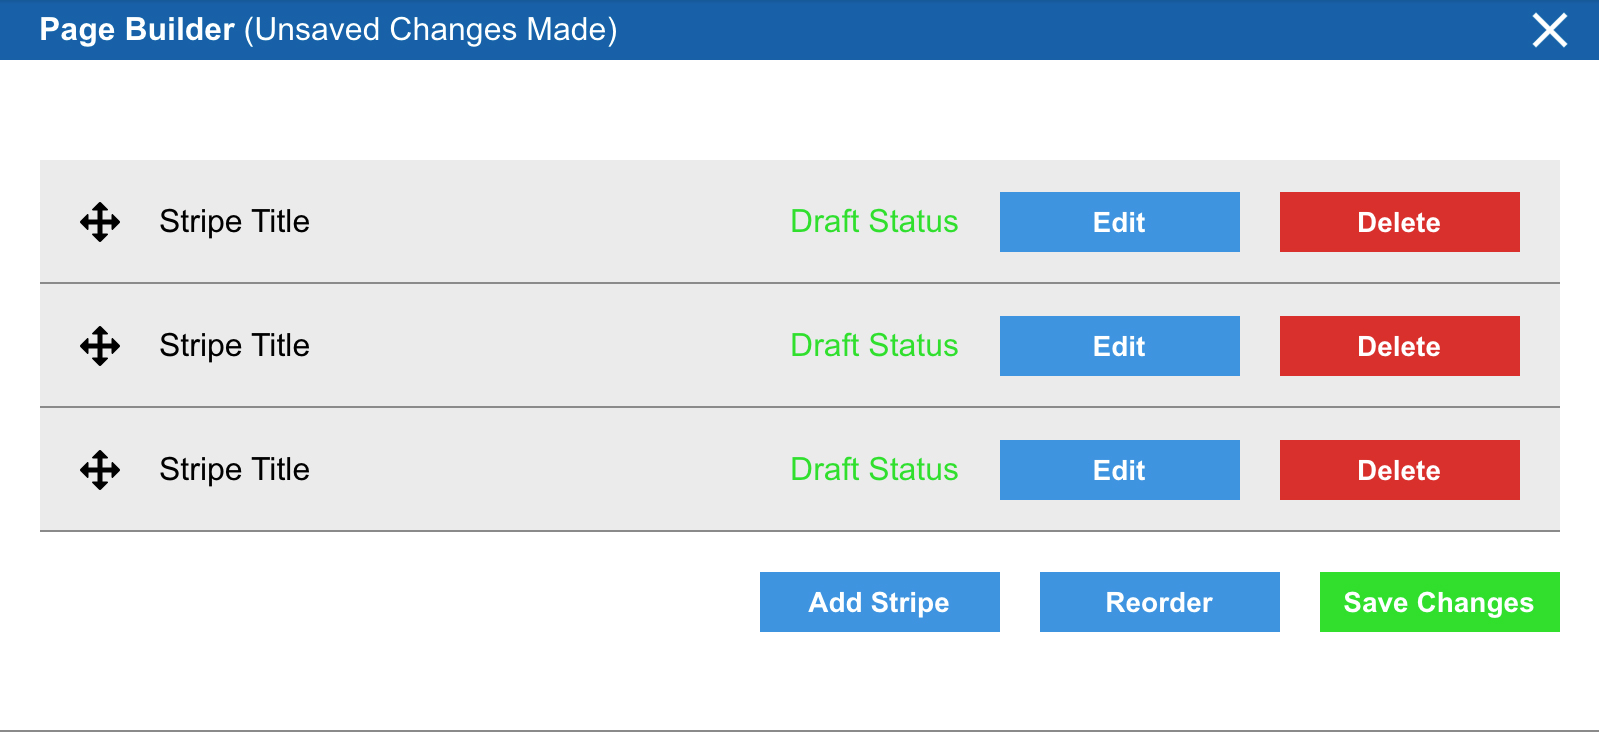 Page Builder (Unsaved Changes Made)
Stripe Title Draft Status Edit Delete
Stripe Title Draft Status Edit Delete
Stripe Title Draft Status Edit Delete
Add Stripe Reorder Save Changes